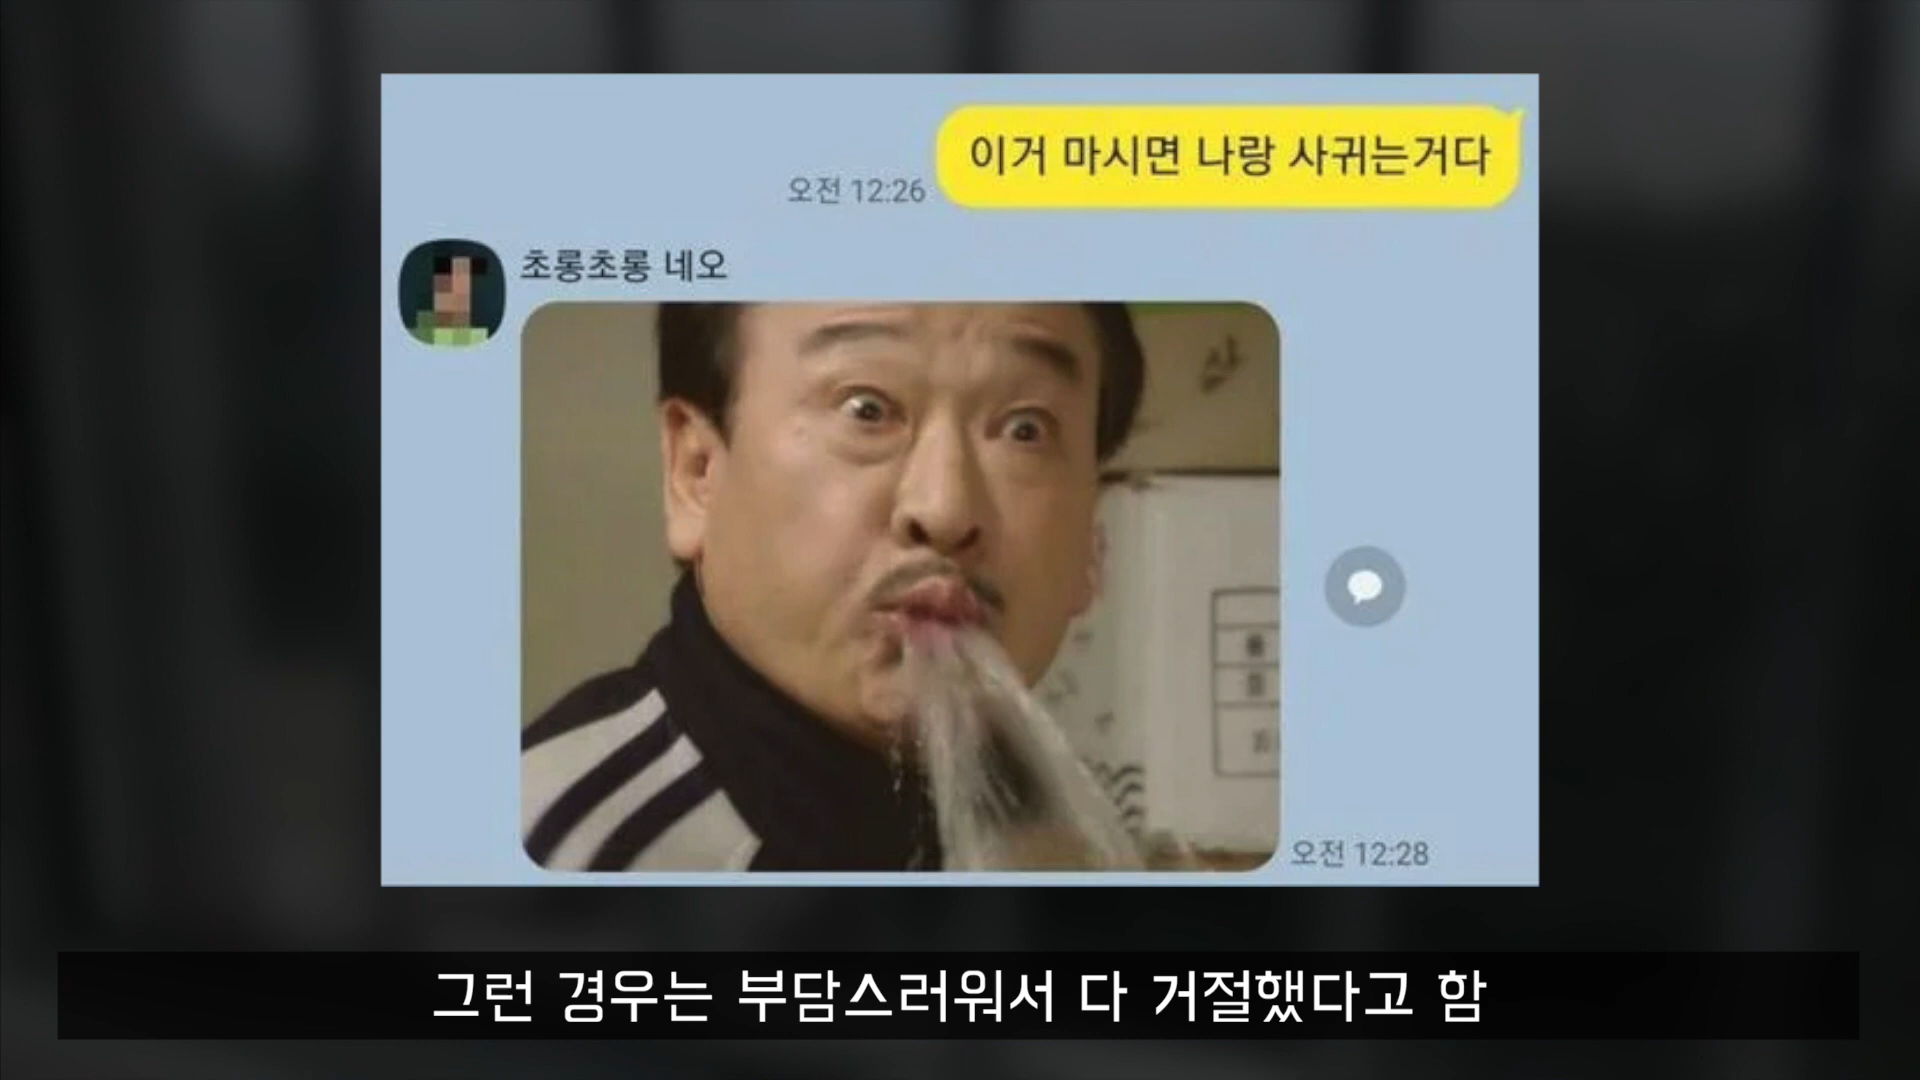 이거 마시면 나랑 사귀는거다
오전 12:26
초롱초롱 네오
오전 12:28
그런 경우는 부담스러워서 다 거절했다고 함